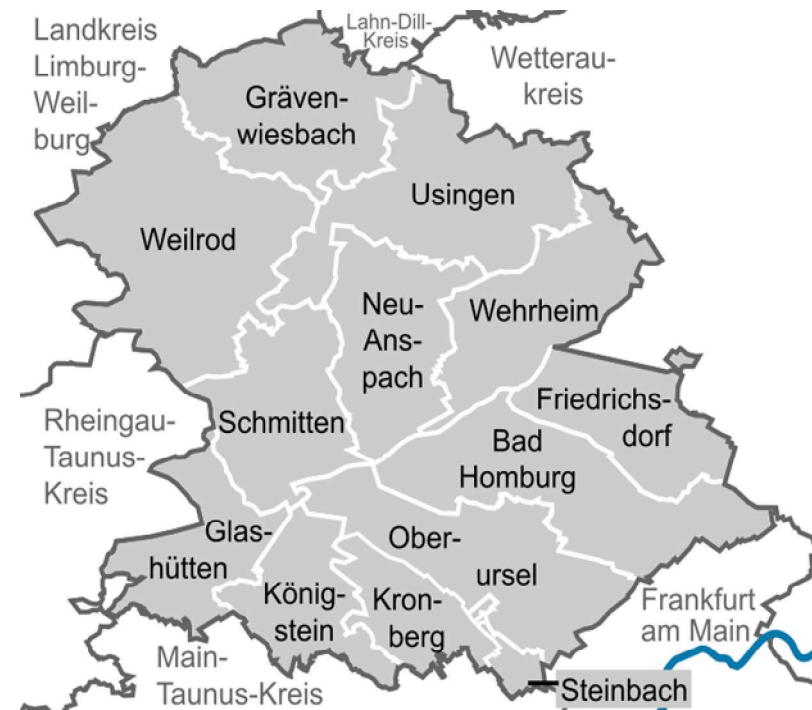 Landkreis
Limburg-
Weil-
burg
Lahn-Dill-
Kreis
Wetterau-
kreis
Gräven-
wiesbach
Usingen
Weilrod
Neu-
Ans-
pach
Wehrheim
Friedrichs-
dorf
Schmitten
Rheingau-
Taunus-
Kreis
Bad
Homburg
Glas-
hütten
Ober-
ursel
König-
stein
Kron-
berg
Frankfurt
am Main
Main-
Taunus-Kreis
Steinbach